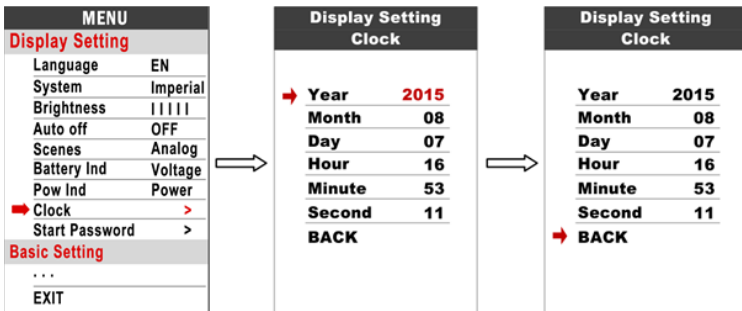 MENU
Display Setting
Language EN
System Imperial
Brightness | | | | |
Auto off OFF
Scenes Analog
Battery Ind Voltage
Pow Ind Power
Clock >
Start Password >
Basic Setting
. . .
EXIT
Display Setting
Clock
Year 2015
Month 08
Day 07
Hour 16
Minute 53
Second 11
BACK
Display Setting
Clock
Year 2015
Month 08
Day 07
Hour 16
Minute 53
Second 11
BACK